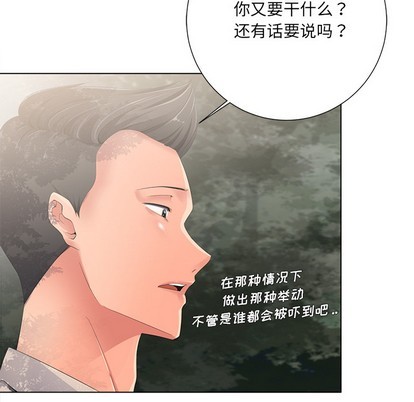 你又要干什么？
还有话要说吗？
在那种情况下
做出那种举动
不管是谁都会被吓到吧..